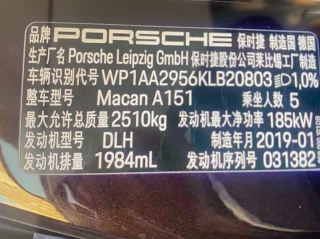 品牌 PORSCHE 保时捷 制造国 德国
生产厂名 Porsche Leipzig GmbH 保时捷股份公司莱比锡工厂制造
车辆识别代号 WP1AA2956KLB20803 1,0%
整车型号 Macan A151 乘坐人数 5
最大允许总质量 2510kg 发动机最大净功率 185kW
发动机型号 DLH 制造年月 2019-01
发动机排量 1984mL 发动机序列号 031382